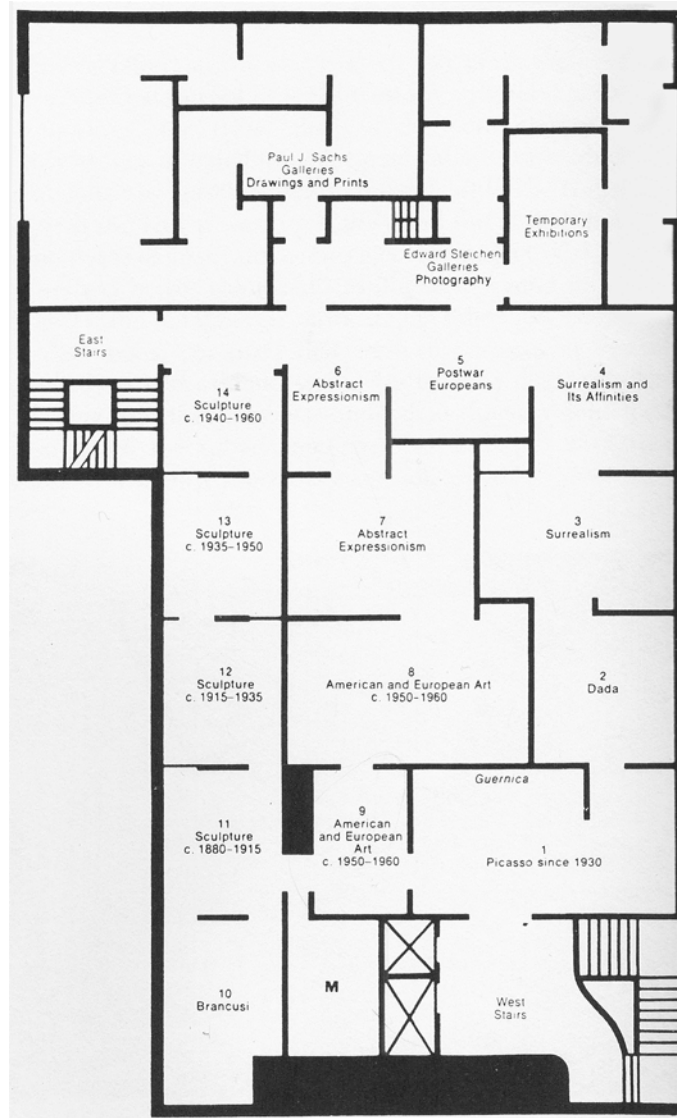 Paul J. Sachs
Galleries
Drawings and Prints
Temporary
Exhibitions
Edward Steichen
Galleries
Photography
East
Stairs
6
Abstract
Expressionism
5
Postwar
Europeans
4
Surrealism and
Its Affinities
14
Sculpture
c. 1940–1960
13
Sculpture
c. 1935–1950
7
Abstract
Expressionism
3
Surrealism
12
Sculpture
c. 1915–1935
8
American and European Art
c. 1950-1960
2
Dada
Guernica
11
Sculpture
c. 1880–1915
9
American
and European
Art
c. 1950–1960
1
Picasso since 1930
10
Brancusi
M
West
Stairs